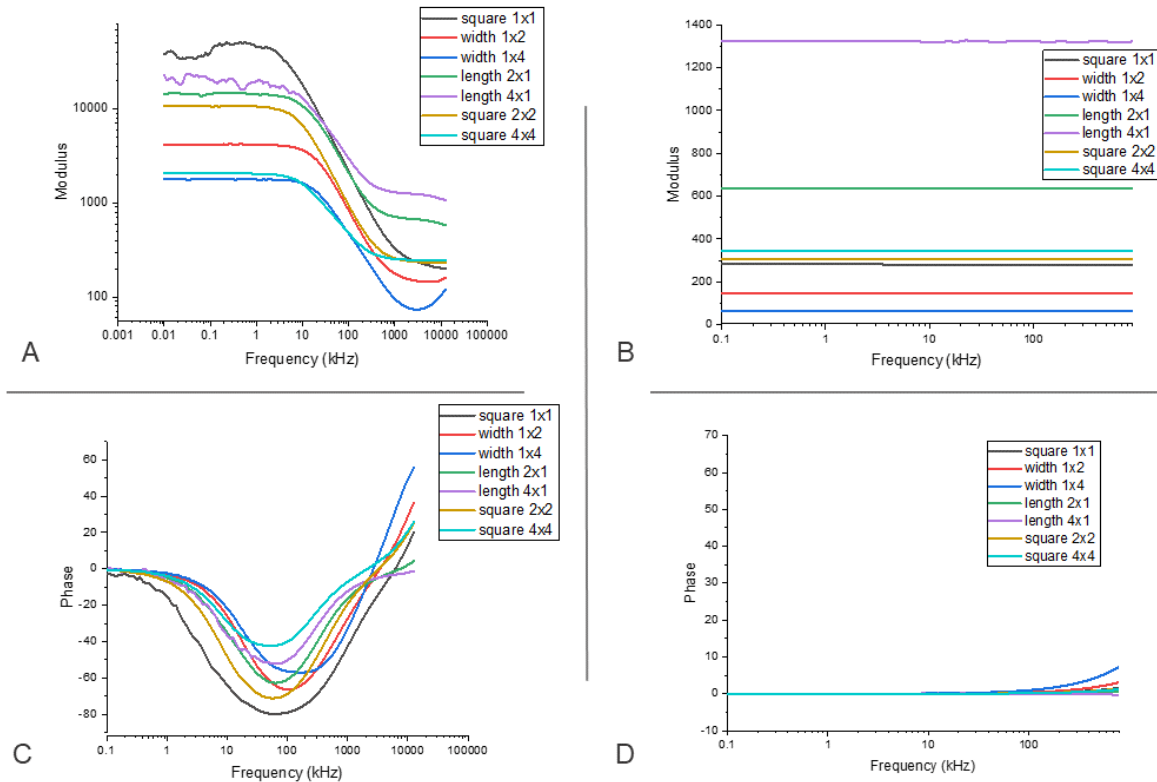 square 1x1
width 1x2
width 1x4
length 2x1
length 4x1
square 2x2
square 4x4
Modulus
10000
1000
100
0.001 0.01 0.1 1 10 100 1000 10000 100000
Frequency (kHz)
A
1400
1200
1000
800
600
400
200
0
Modulus
square 1x1
width 1x2
width 1x4
length 2x1
length 4x1
square 2x2
square 4x4
0.1 1 10 100
Frequency (kHz)
B
square 1x1
width 1x2
width 1x4
length 2x1
length 4x1
square 2x2
square 4x4
60
40
20
0
-20
-40
-60
-80
Phase
0.1 1 10 100 1000 10000 100000
Frequency (kHz)
C
70
60
50
40
30
20
10
0
-10
Phase
square 1x1
width 1x2
width 1x4
length 2x1
length 4x1
square 2x2
square 4x4
0.1 1 10 100
Frequency (kHz)
D